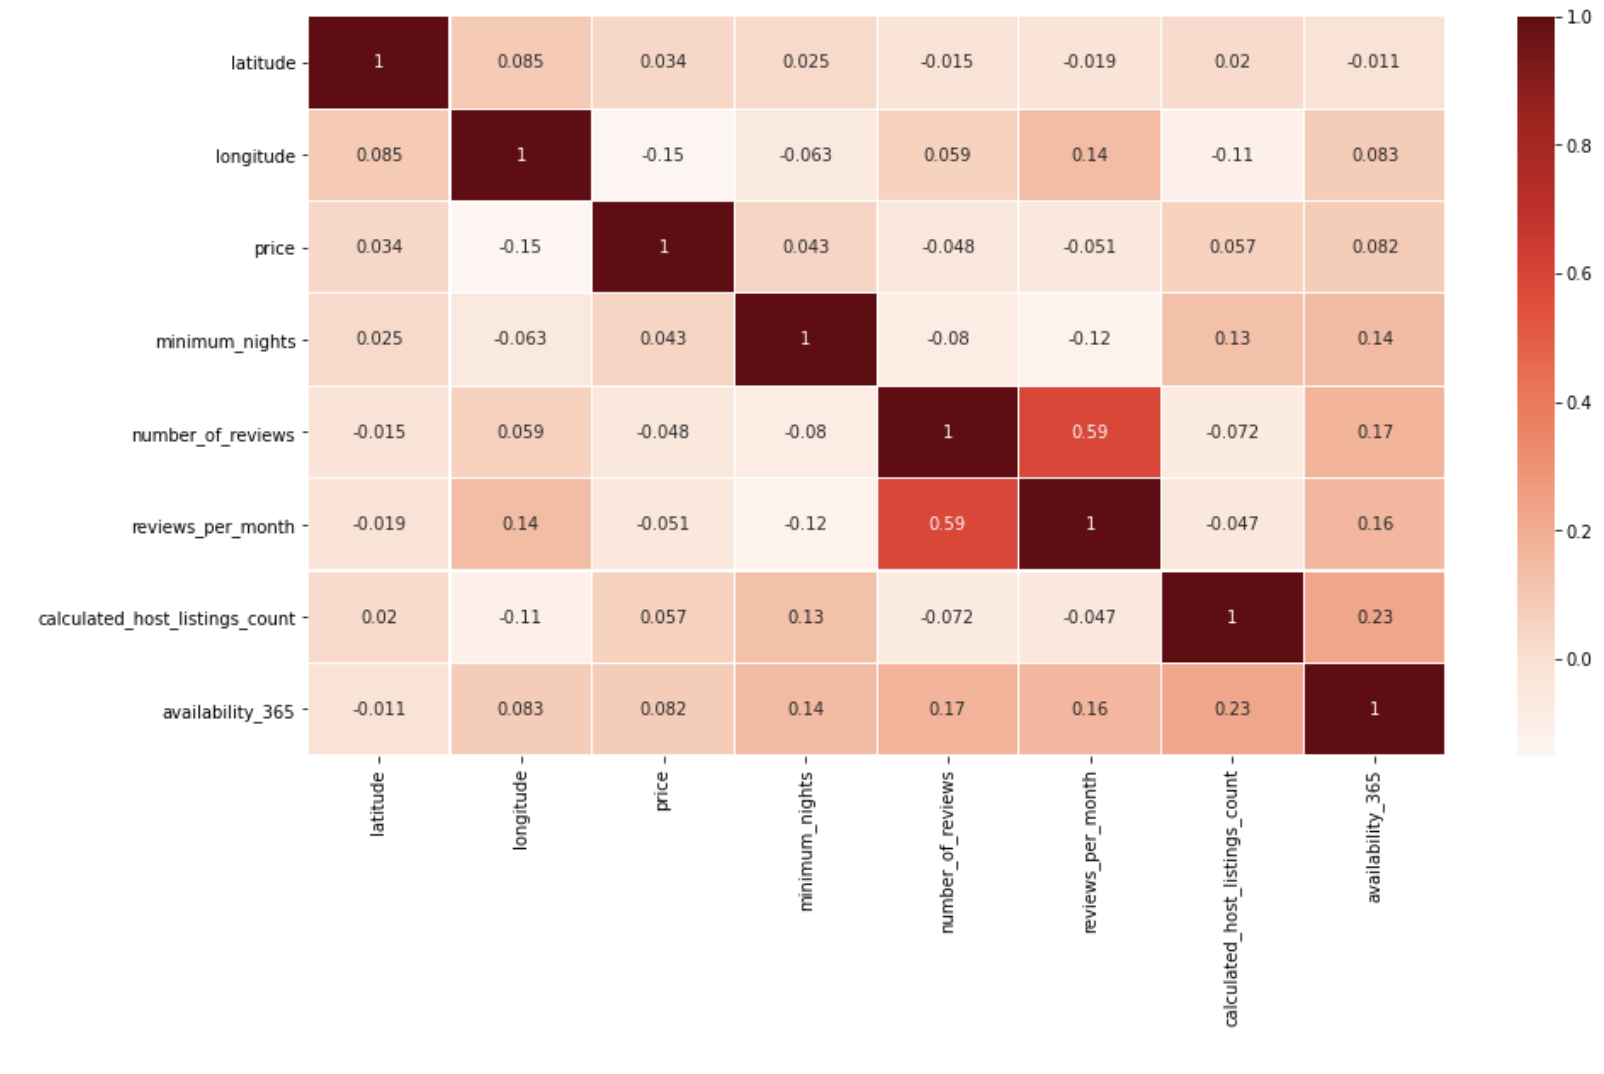 latitude 1 0.085 0.034 0.025 -0.015 -0.019 0.02 -0.011
longitude 0.085 1 -0.15 -0.063 0.059 0.14 -0.11 0.083
price 0.034 -0.15 1 0.043 -0.048 -0.051 0.057 0.082
minimum_nights 0.025 -0.063 0.043 1 -0.08 -0.12 0.13 0.14
number_of_reviews -0.015 0.059 -0.048 -0.08 1 0.59 -0.072 0.17
reviews_per_month -0.019 0.14 -0.051 -0.12 0.59 1 -0.047 0.16
calculated_host_listings_count 0.02 -0.11 0.057 0.13 -0.072 -0.047 1 0.23
availability_365 -0.011 0.083 0.082 0.14 0.17 0.16 0.23 1
latitude
longitude
price
minimum_nights
number_of_reviews
reviews_per_month
calculated_host_listings_count
availability_365
1.0
0.8
0.6
0.4
0.2
0.0